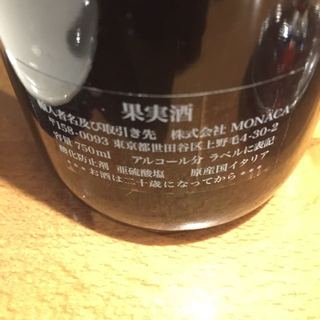 果実酒
輸入者名及び取引き先 株式会社 MONACA
〒158-0093 東京都世田谷区上野毛4-30-2
容量 750ml アルコール分 ラベルに表記
酸化防止剤 亜硫酸塩 原産国イタリア
***お酒は二十歳になってから***